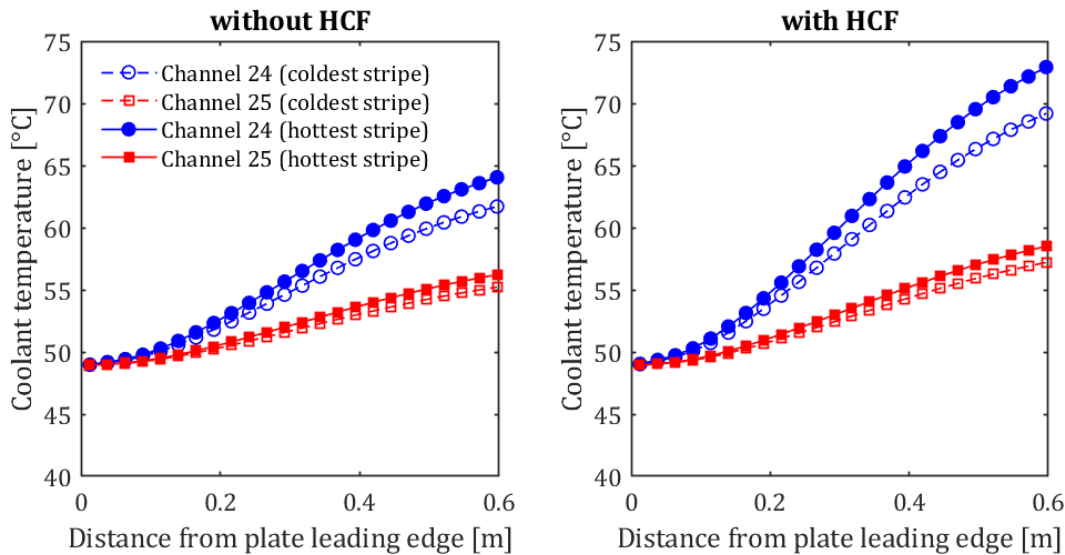 without HCF
75
70
65
60
55
50
45
40
Coolant temperature [°C]
Channel 24 (coldest stripe)
Channel 25 (coldest stripe)
Channel 24 (hottest stripe)
Channel 25 (hottest stripe)
0
0.2
0.4
0.6
Distance from plate leading edge [m]
with HCF
75
70
65
60
55
50
45
40
Coolant temperature [°C]
0
0.2
0.4
0.6
Distance from plate leading edge [m]